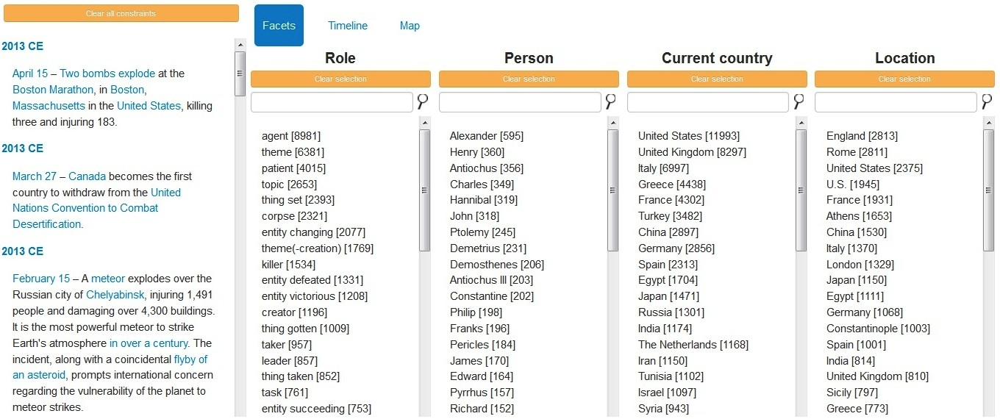 Clear all constraints
2013 CE
April 15 – Two bombs explode at the
Boston Marathon, in Boston,
Massachusetts in the United States, killing
three and injuring 183.
2013 CE
March 27 – Canada becomes the first
country to withdraw from the United
Nations Convention to Combat
Desertification.
2013 CE
February 15 – A meteor explodes over the
Russian city of Chelyabinsk, injuring 1,491
people and damaging over 4,300 buildings.
It is the most powerful meteor to strike
Earth's atmosphere in over a century. The
incident, along with a coincidental flyby of
an asteroid, prompts international concern
regarding the vulnerability of the planet to
meteor strikes.
Facets
Timeline
Map
Role
Clear selection
agent [8981]
theme [6381]
patient [4015]
topic [2653]
thing set [2393]
corpse [2321]
entity changing [2077]
theme(-creation) [1769]
killer [1534]
entity defeated [1331]
entity victorious [1208]
creator [1196]
thing gotten [1009]
taker [957]
leader [857]
thing taken [852]
task [761]
entity succeeding [753]
Person
Clear selection
Alexander [595]
Henry [360]
Antiochus [356]
Charles [349]
Hannibal [319]
John [318]
Ptolemy [245]
Demetrius [231]
Demosthenes [206]
Antiochus III [203]
Constantine [202]
Philip [198]
Franks [196]
Pericles [184]
James [170]
Edward [164]
Pyrrhus [157]
Richard [152]
Current country
Clear selection
United States [11993]
United Kingdom [8297]
Italy [6997]
Greece [4438]
France [4302]
Turkey [3482]
China [2897]
Germany [2856]
Spain [2313]
Egypt [1704]
Japan [1471]
Russia [1301]
India [1174]
The Netherlands [1168]
Iran [1150]
Tunisia [1102]
Israel [1097]
Syria [943]
Location
Clear selection
England [2813]
Rome [2811]
United States [2375]
U.S. [1945]
France [1931]
Athens [1653]
China [1530]
Italy [1370]
London [1329]
Japan [1150]
Egypt [1111]
Germany [1068]
Constantinople [1003]
Spain [1001]
India [814]
United Kingdom [810]
Sicily [797]
Greece [773]